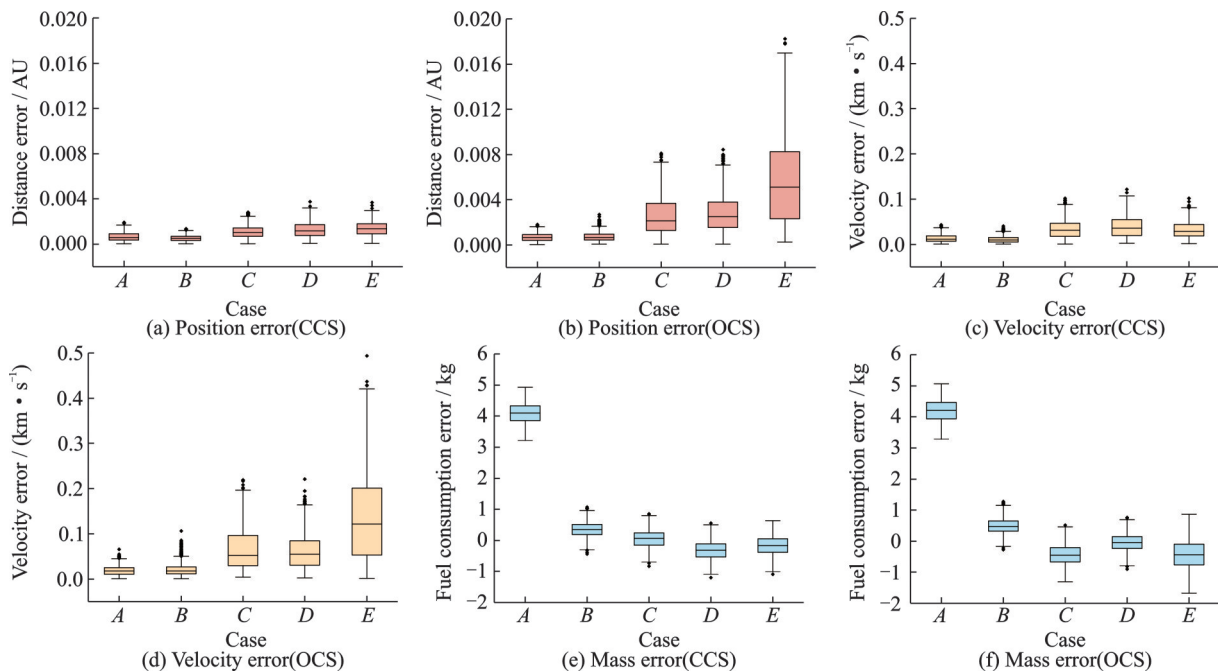 0.020
0.016
0.012
0.008
0.004
0.000
Distance error / AU
A B C D E
Case
(a) Position error(CCS)
0.020
0.016
0.012
0.008
0.004
0.000
Distance error / AU
A B C D E
Case
(b) Position error(OCS)
0.5
0.4
0.3
0.2
0.1
0.0
Velocity error / (km • s⁻¹)
A B C D E
Case
(c) Velocity error(CCS)
0.5
0.4
0.3
0.2
0.1
0.0
Velocity error / (km • s⁻¹)
A B C D E
Case
(d) Velocity error(OCS)
6
5
4
3
2
1
0
−1
−2
Fuel consumption error / kg
A B C D E
Case
(e) Mass error(CCS)
6
5
4
3
2
1
0
−1
−2
Fuel consumption error / kg
A B C D E
Case
(f) Mass error(OCS)